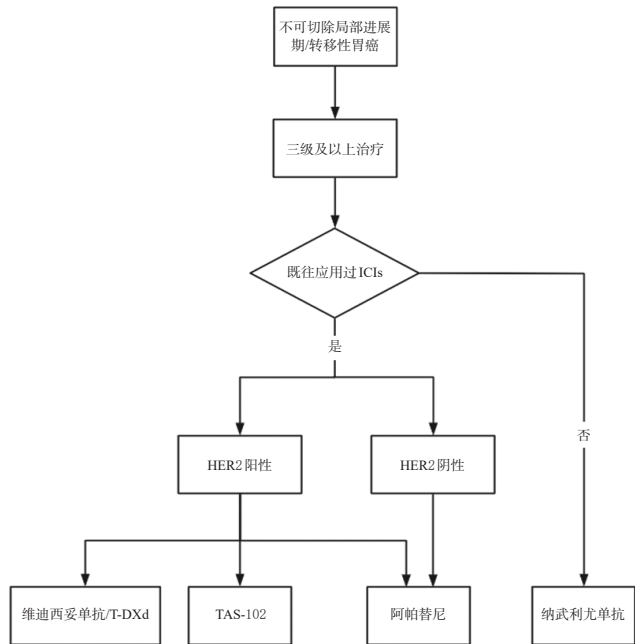 不可切除局部进展
期/转移性胃癌
三级及以上治疗
既往应用过ICIs
是
否
HER2阳性
HER2阴性
维迪西妥单抗/T-DXd
TAS-102
阿帕替尼
纳武利尤单抗